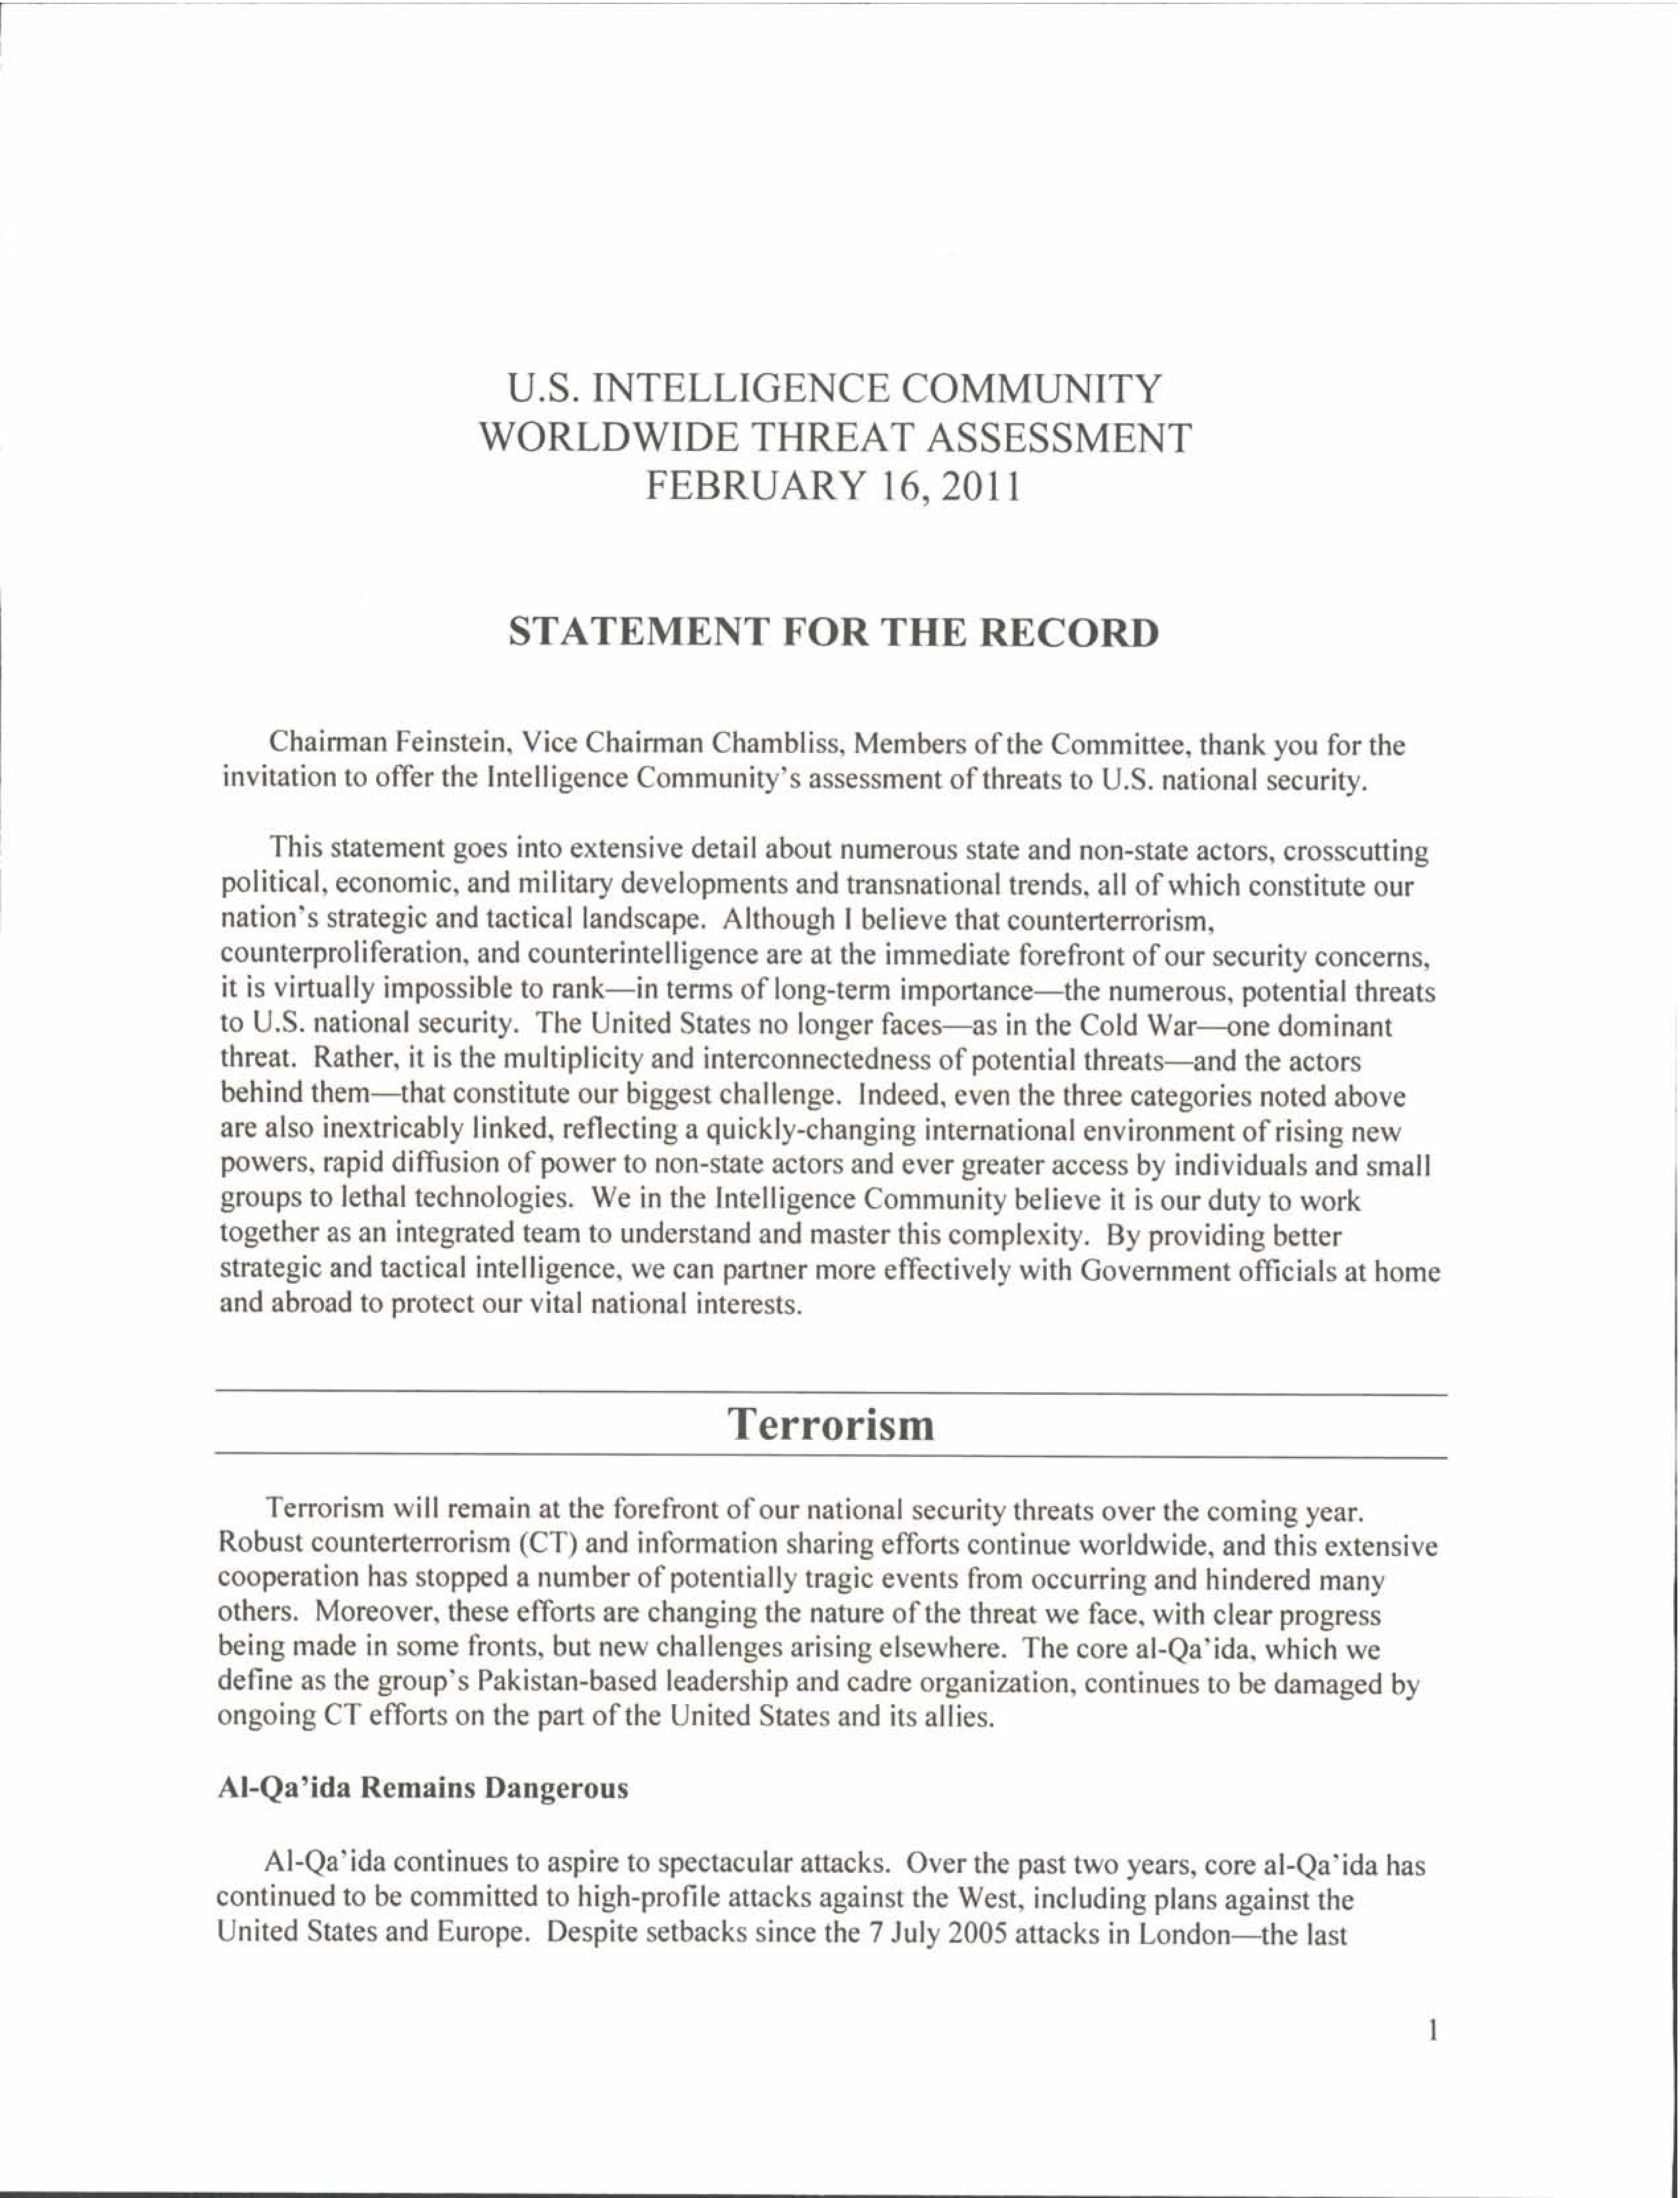 U.S. INTELLIGENCE COMMUNITY
WORLDWIDE THREAT ASSESSMENT
FEBRUARY 16, 2011
STATEMENT FOR THE RECORD
Chairman Feinstein, Vice Chairman Chambliss, Members of the Committee, thank you for the
invitation to offer the Intelligence Community's assessment of threats to U.S. national security.
This statement goes into extensive detail about numerous state and non-state actors, crosscutting
political, economic, and military developments and transnational trends, all of which constitute our
nation's strategic and tactical landscape. Although I believe that counterterrorism,
counterproliferation, and counterintelligence are at the immediate forefront of our security concerns,
it is virtually impossible to rank—in terms of long-term importance—the numerous, potential threats
to U.S. national security. The United States no longer faces—as in the Cold War—one dominant
threat. Rather, it is the multiplicity and interconnectedness of potential threats—and the actors
behind them—that constitute our biggest challenge. Indeed, even the three categories noted above
are also inextricably linked, reflecting a quickly-changing international environment of rising new
powers, rapid diffusion of power to non-state actors and ever greater access by individuals and small
groups to lethal technologies. We in the Intelligence Community believe it is our duty to work
together as an integrated team to understand and master this complexity. By providing better
strategic and tactical intelligence, we can partner more effectively with Government officials at home
and abroad to protect our vital national interests.
Terrorism
Terrorism will remain at the forefront of our national security threats over the coming year.
Robust counterterrorism (CT) and information sharing efforts continue worldwide, and this extensive
cooperation has stopped a number of potentially tragic events from occurring and hindered many
others. Moreover, these efforts are changing the nature of the threat we face, with clear progress
being made in some fronts, but new challenges arising elsewhere. The core al-Qa'ida, which we
define as the group's Pakistan-based leadership and cadre organization, continues to be damaged by
ongoing CT efforts on the part of the United States and its allies.
Al-Qa'ida Remains Dangerous
Al-Qa'ida continues to aspire to spectacular attacks. Over the past two years, core al-Qa'ida has
continued to be committed to high-profile attacks against the West, including plans against the
United States and Europe. Despite setbacks since the 7 July 2005 attacks in London—the last
1